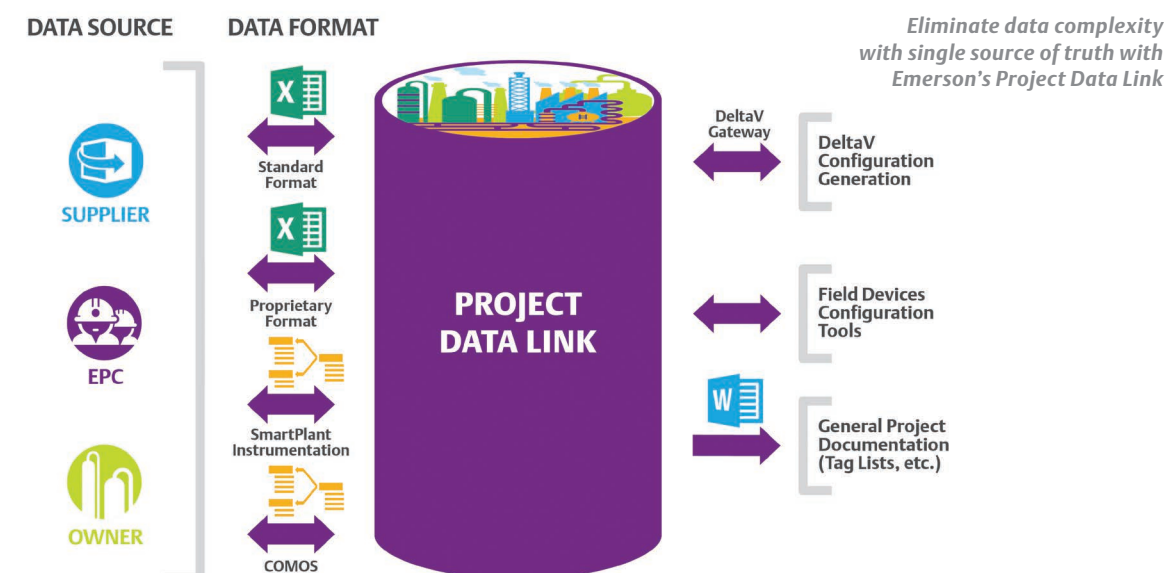 DATA SOURCE
DATA FORMAT
Eliminate data complexity
with single source of truth with
Emerson's Project Data Link
SUPPLIER
EPC
OWNER
X
Standard
Format
X
Proprietary
Format
SmartPlant
Instrumentation
COMOS
PROJECT
DATA LINK
DeltaV
Gateway
DeltaV
Configuration
Generation
Field Devices
Configuration
Tools
W
General Project
Documentation
(Tag Lists, etc.)